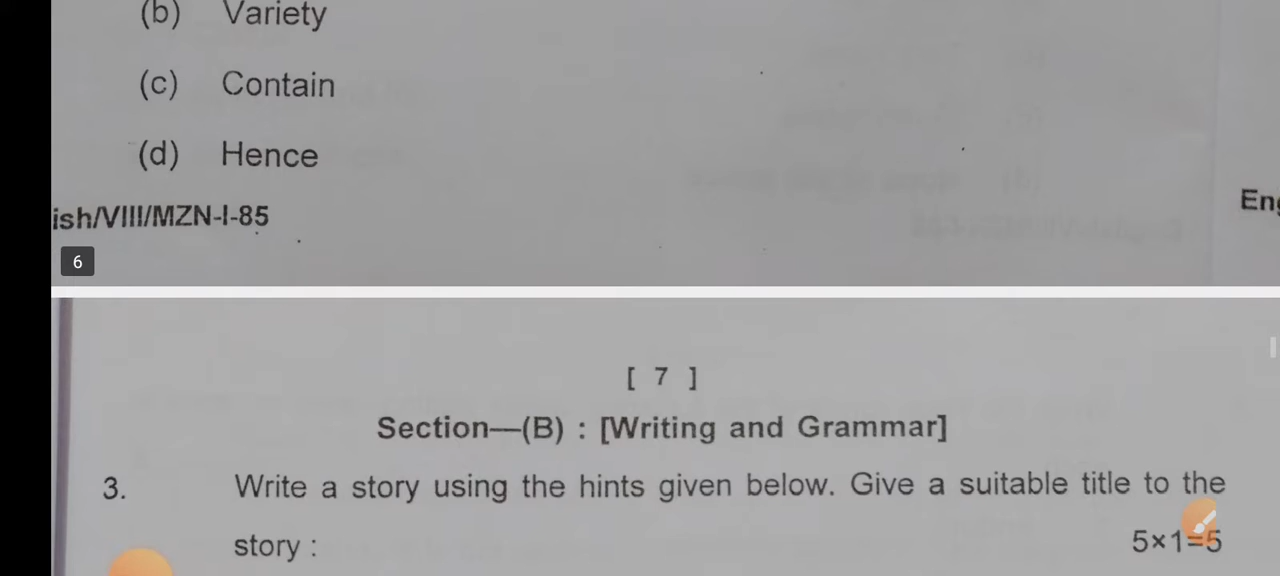 (b) Variety
(c) Contain
(d) Hence
ish/VIII/MZN-I-85
Eng
6
[ 7 ]
Section—(B) : [Writing and Grammar]
3. Write a story using the hints given below. Give a suitable title to the
story : 5×1=5